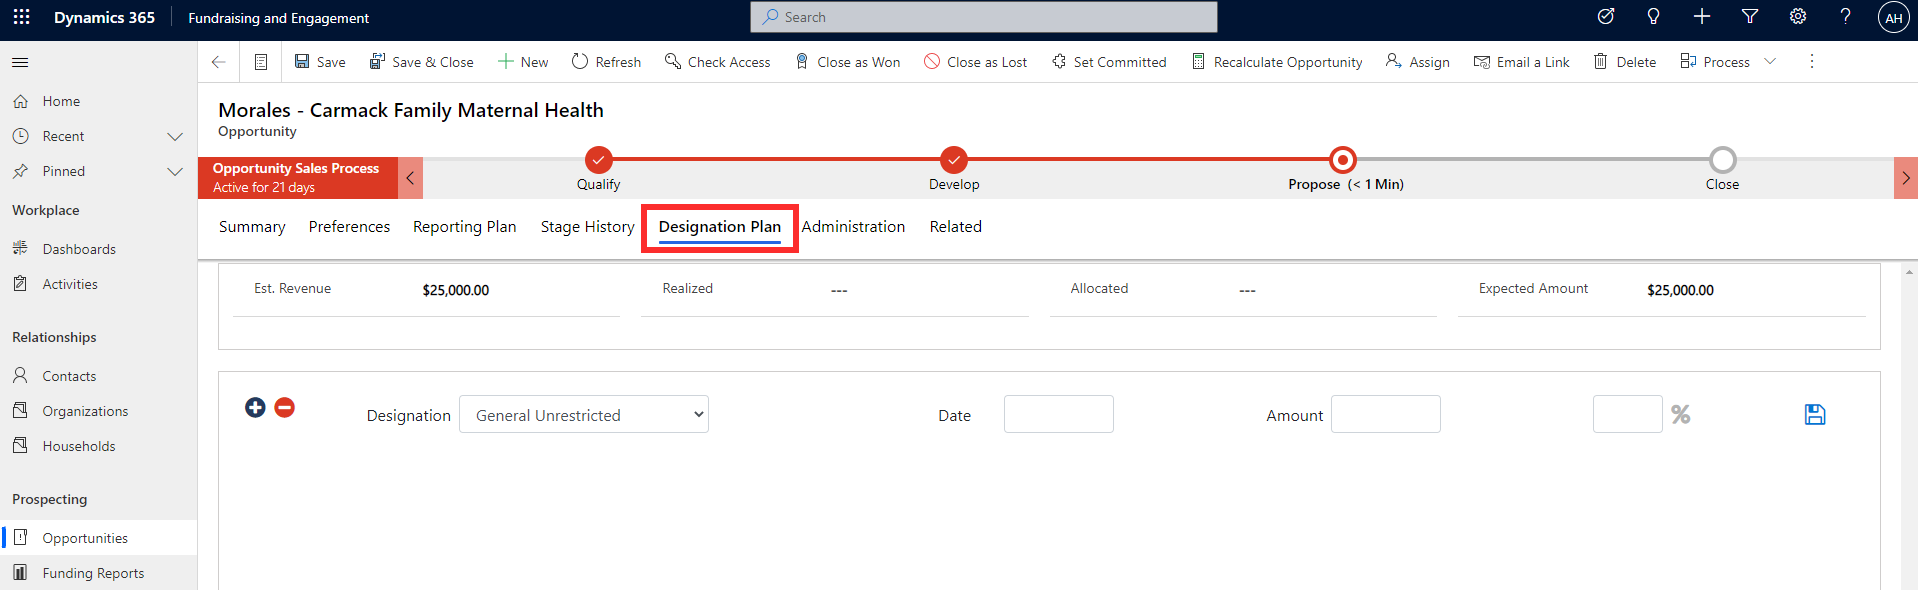 Dynamics 365
Fundraising and Engagement
Search
AH
Save
Save & Close
New
Refresh
Check Access
Close as Won
Close as Lost
Set Committed
Recalculate Opportunity
Assign
Email a Link
Delete
Process
Home
Recent
Pinned
Workplace
Dashboards
Activities
Relationships
Contacts
Organizations
Households
Prospecting
Opportunities
Funding Reports
Morales - Carmack Family Maternal Health
Opportunity
Opportunity Sales Process
Active for 21 days
Qualify
Develop
Propose (< 1 Min)
Close
Summary
Preferences
Reporting Plan
Stage History
Designation Plan
Administration
Related
Est. Revenue
$25,000.00
Realized
---
Allocated
---
Expected Amount
$25,000.00
Designation
General Unrestricted
Date
Amount
%